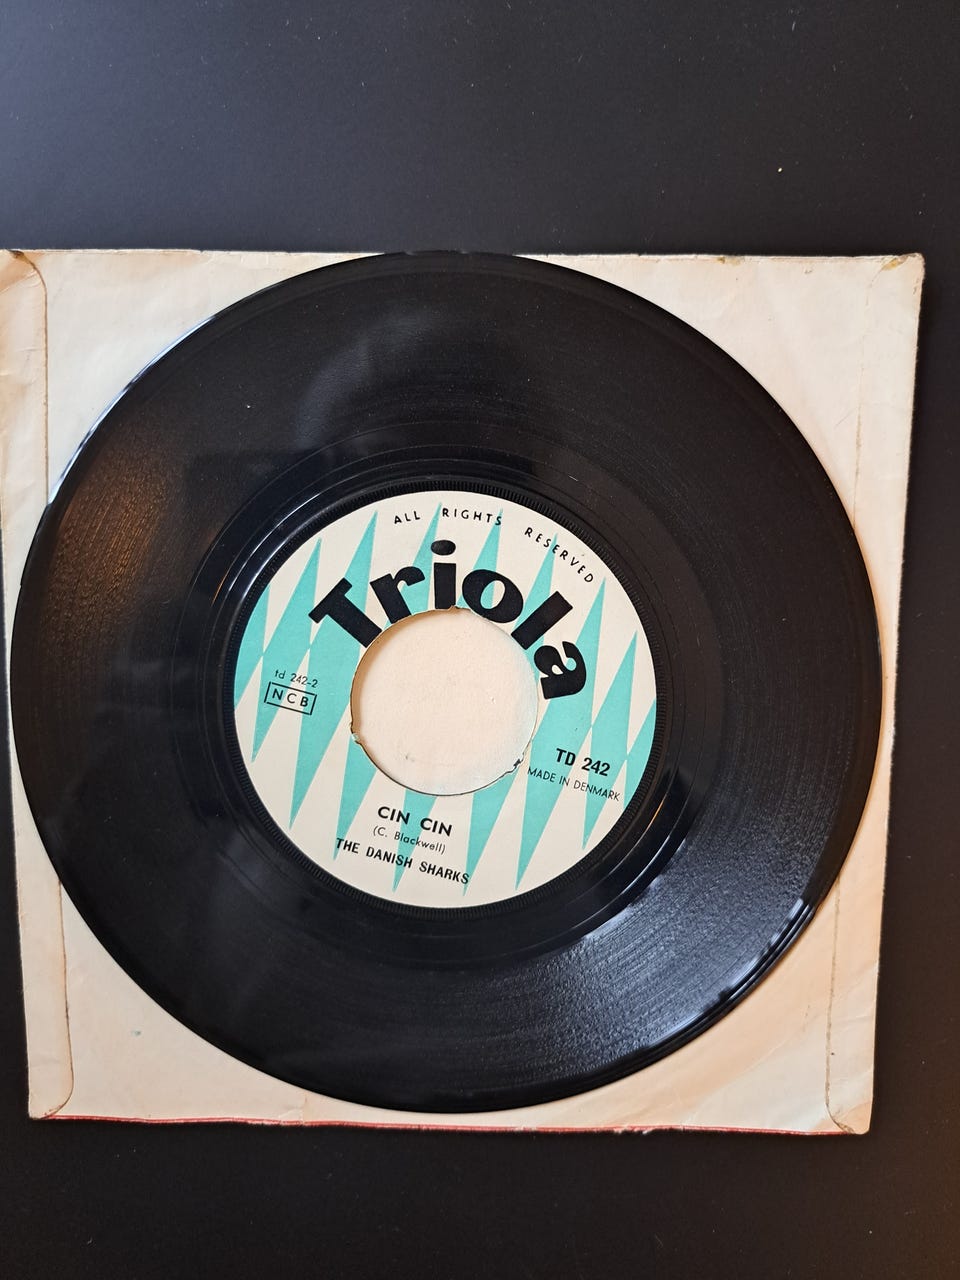 ALL RIGHTS RESERVED
Triola
td 242-2
NCB
TD 242
MADE IN DENMARK
CIN CIN
(C. Blackwell)
THE DANISH SHARKS